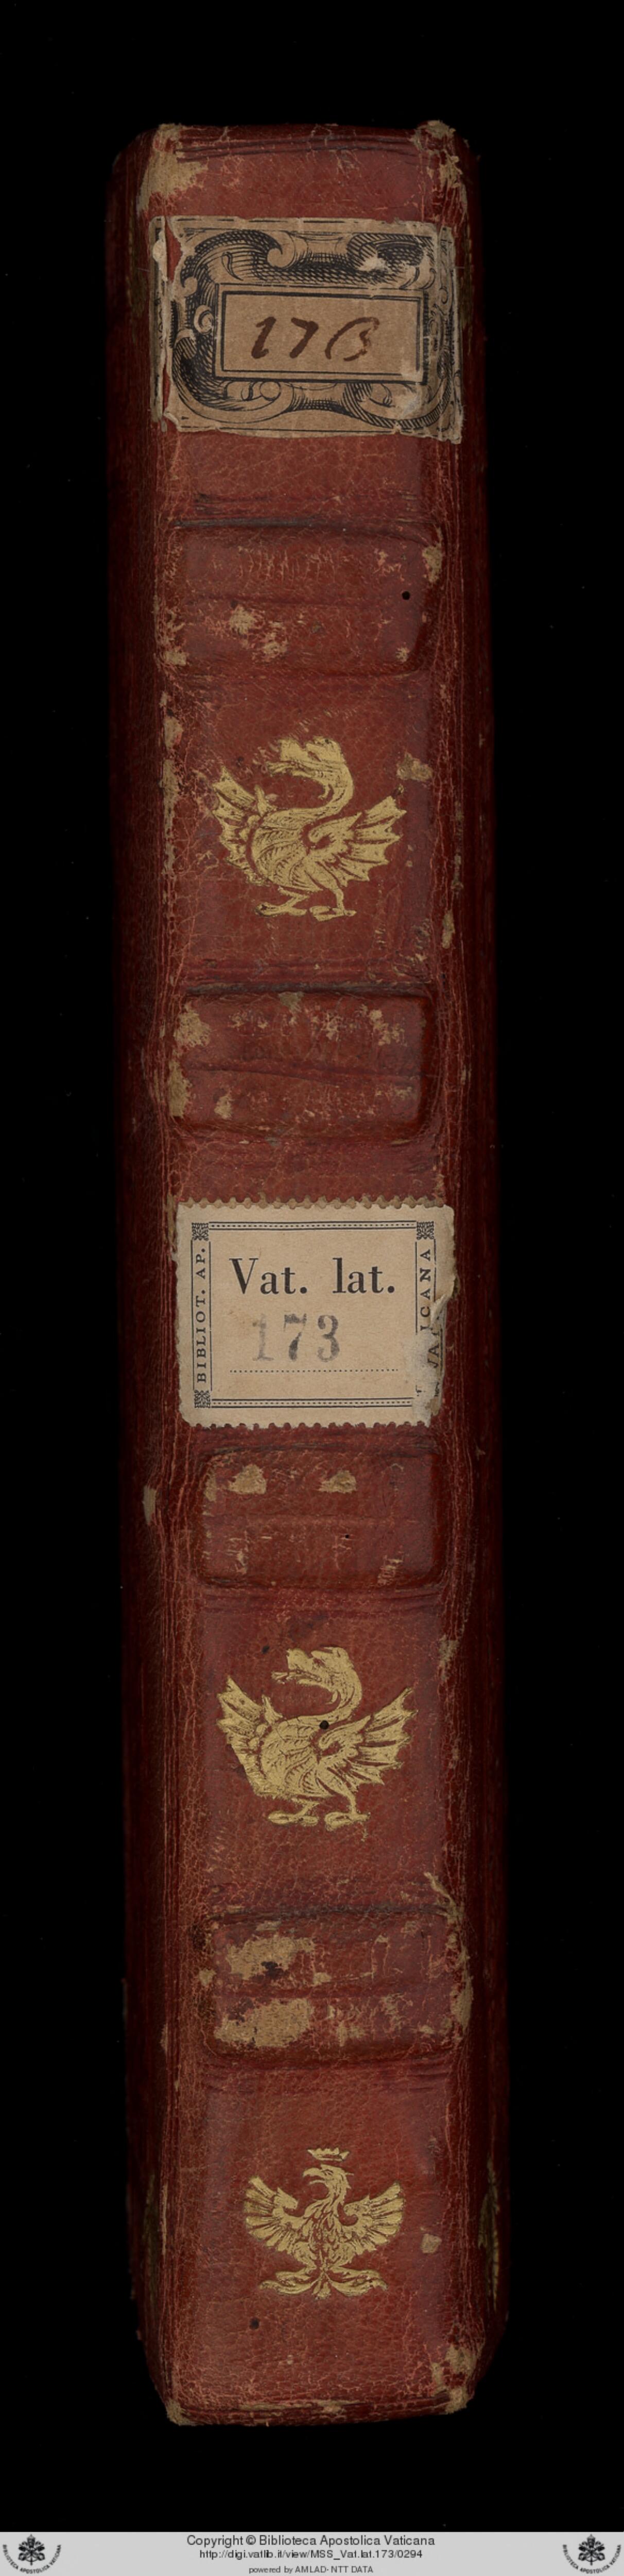 173
BIBLIOT. AP.
Vat. lat.
173
VATICANA
Copyright © Biblioteca Apostolica Vaticana
http://digi.vatlib.it/view/MSS_Vat.lat.173/0294
powered by AMLAD- NTT DATA